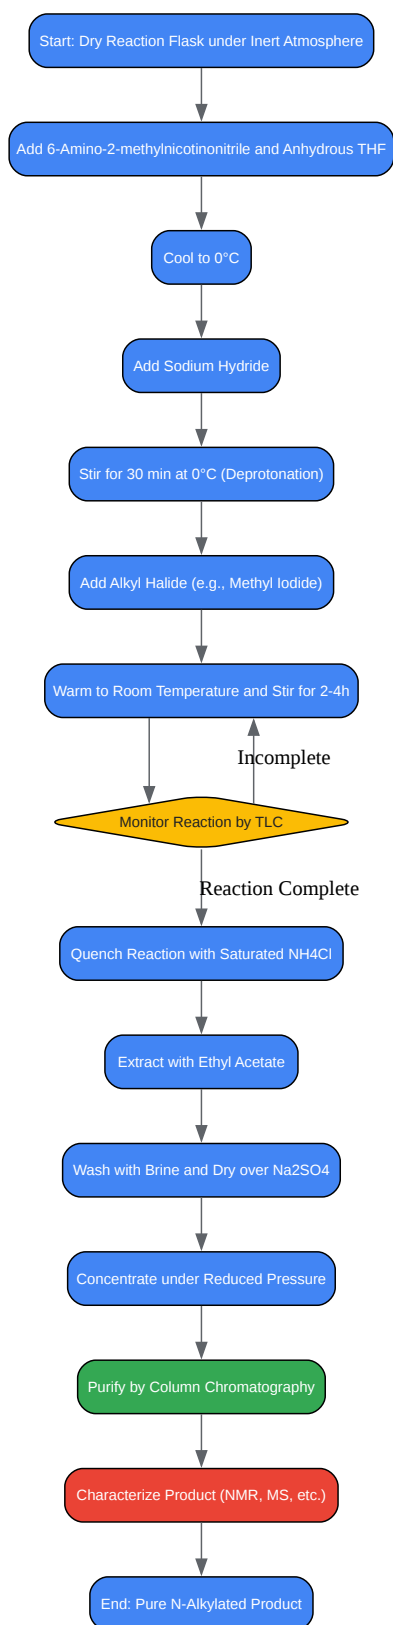 Start: Dry Reaction Flask under Inert Atmosphere
Add 6-Amino-2-methylnicotinonitrile and Anhydrous THF
Cool to 0°C
Add Sodium Hydride
Stir for 30 min at 0°C (Deprotonation)
Add Alkyl Halide (e.g., Methyl Iodide)
Warm to Room Temperature and Stir for 2-4h
Incomplete
Monitor Reaction by TLC
Reaction Complete
Quench Reaction with Saturated NH4Cl
Extract with Ethyl Acetate
Wash with Brine and Dry over Na2SO4
Concentrate under Reduced Pressure
Purify by Column Chromatography
Characterize Product (NMR, MS, etc.)
End: Pure N-Alkylated Product